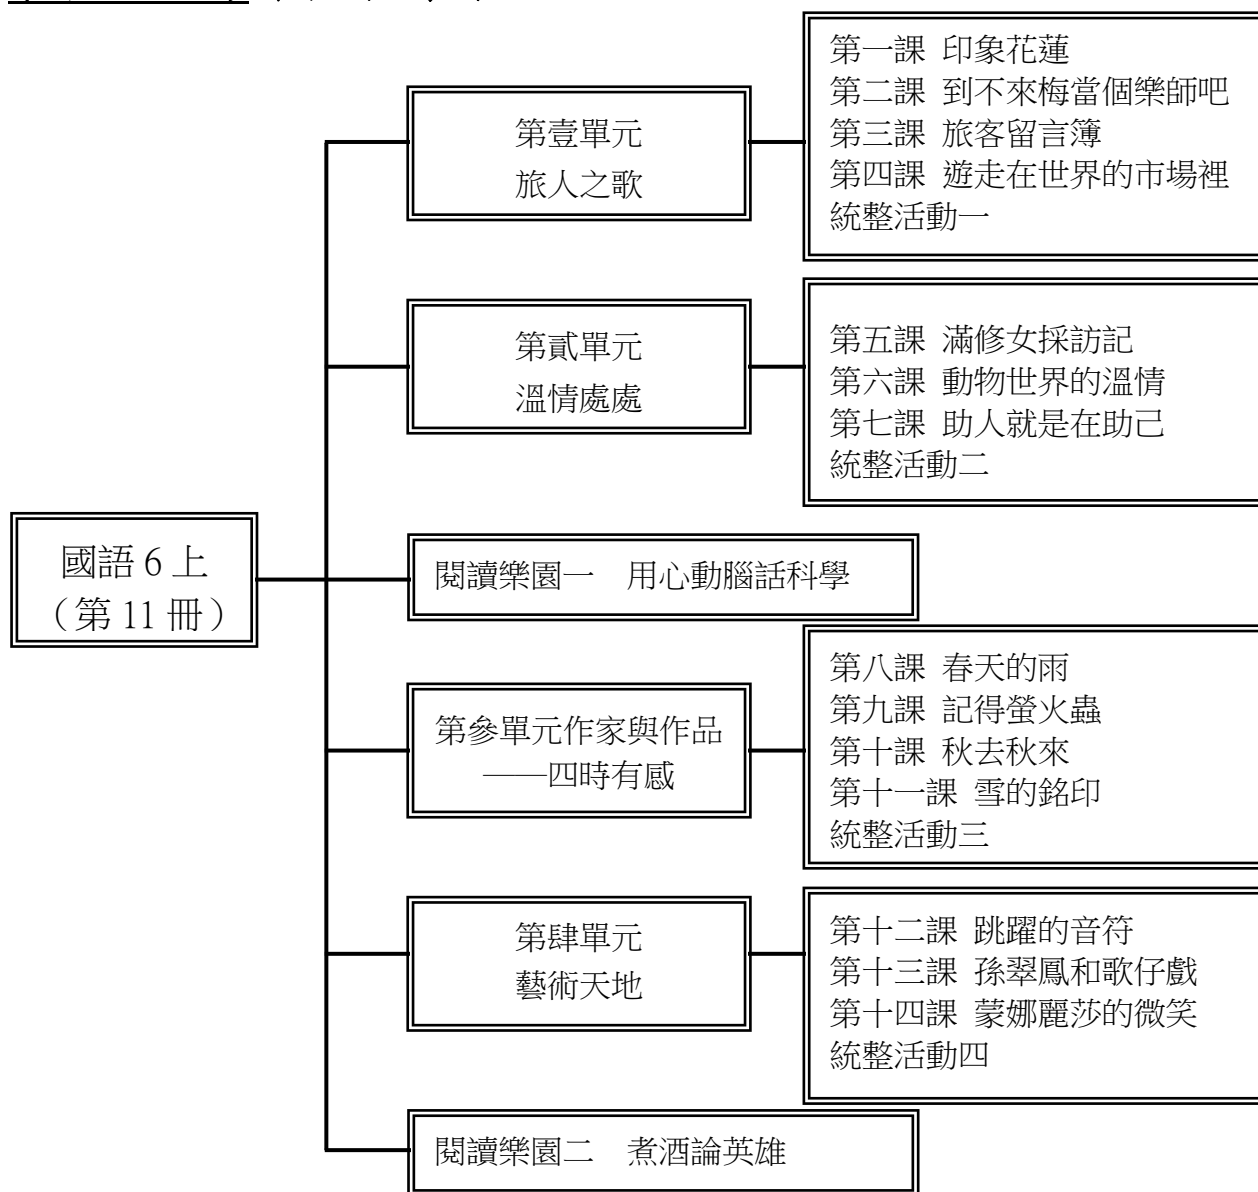 第一課 印象花蓮
第二課 到不來梅當個樂師吧
第三課 旅客留言簿
第四課 遊走在世界的市場裡
統整活動一
第壹單元
旅人之歌
第五課 滿修女採訪記
第六課 動物世界的溫情
第七課 助人就是在助己
統整活動二
第貳單元
溫情處處
國語 6 上
（第 11 冊）
閱讀樂園一　用心動腦話科學
第八課 春天的雨
第九課 記得螢火蟲
第十課 秋去秋來
第十一課 雪的銘印
統整活動三
第參單元作家與作品
——四時有感
第十二課 跳躍的音符
第十三課 孫翠鳳和歌仔戲
第十四課 蒙娜麗莎的微笑
統整活動四
第肆單元
藝術天地
閱讀樂園二　煮酒論英雄